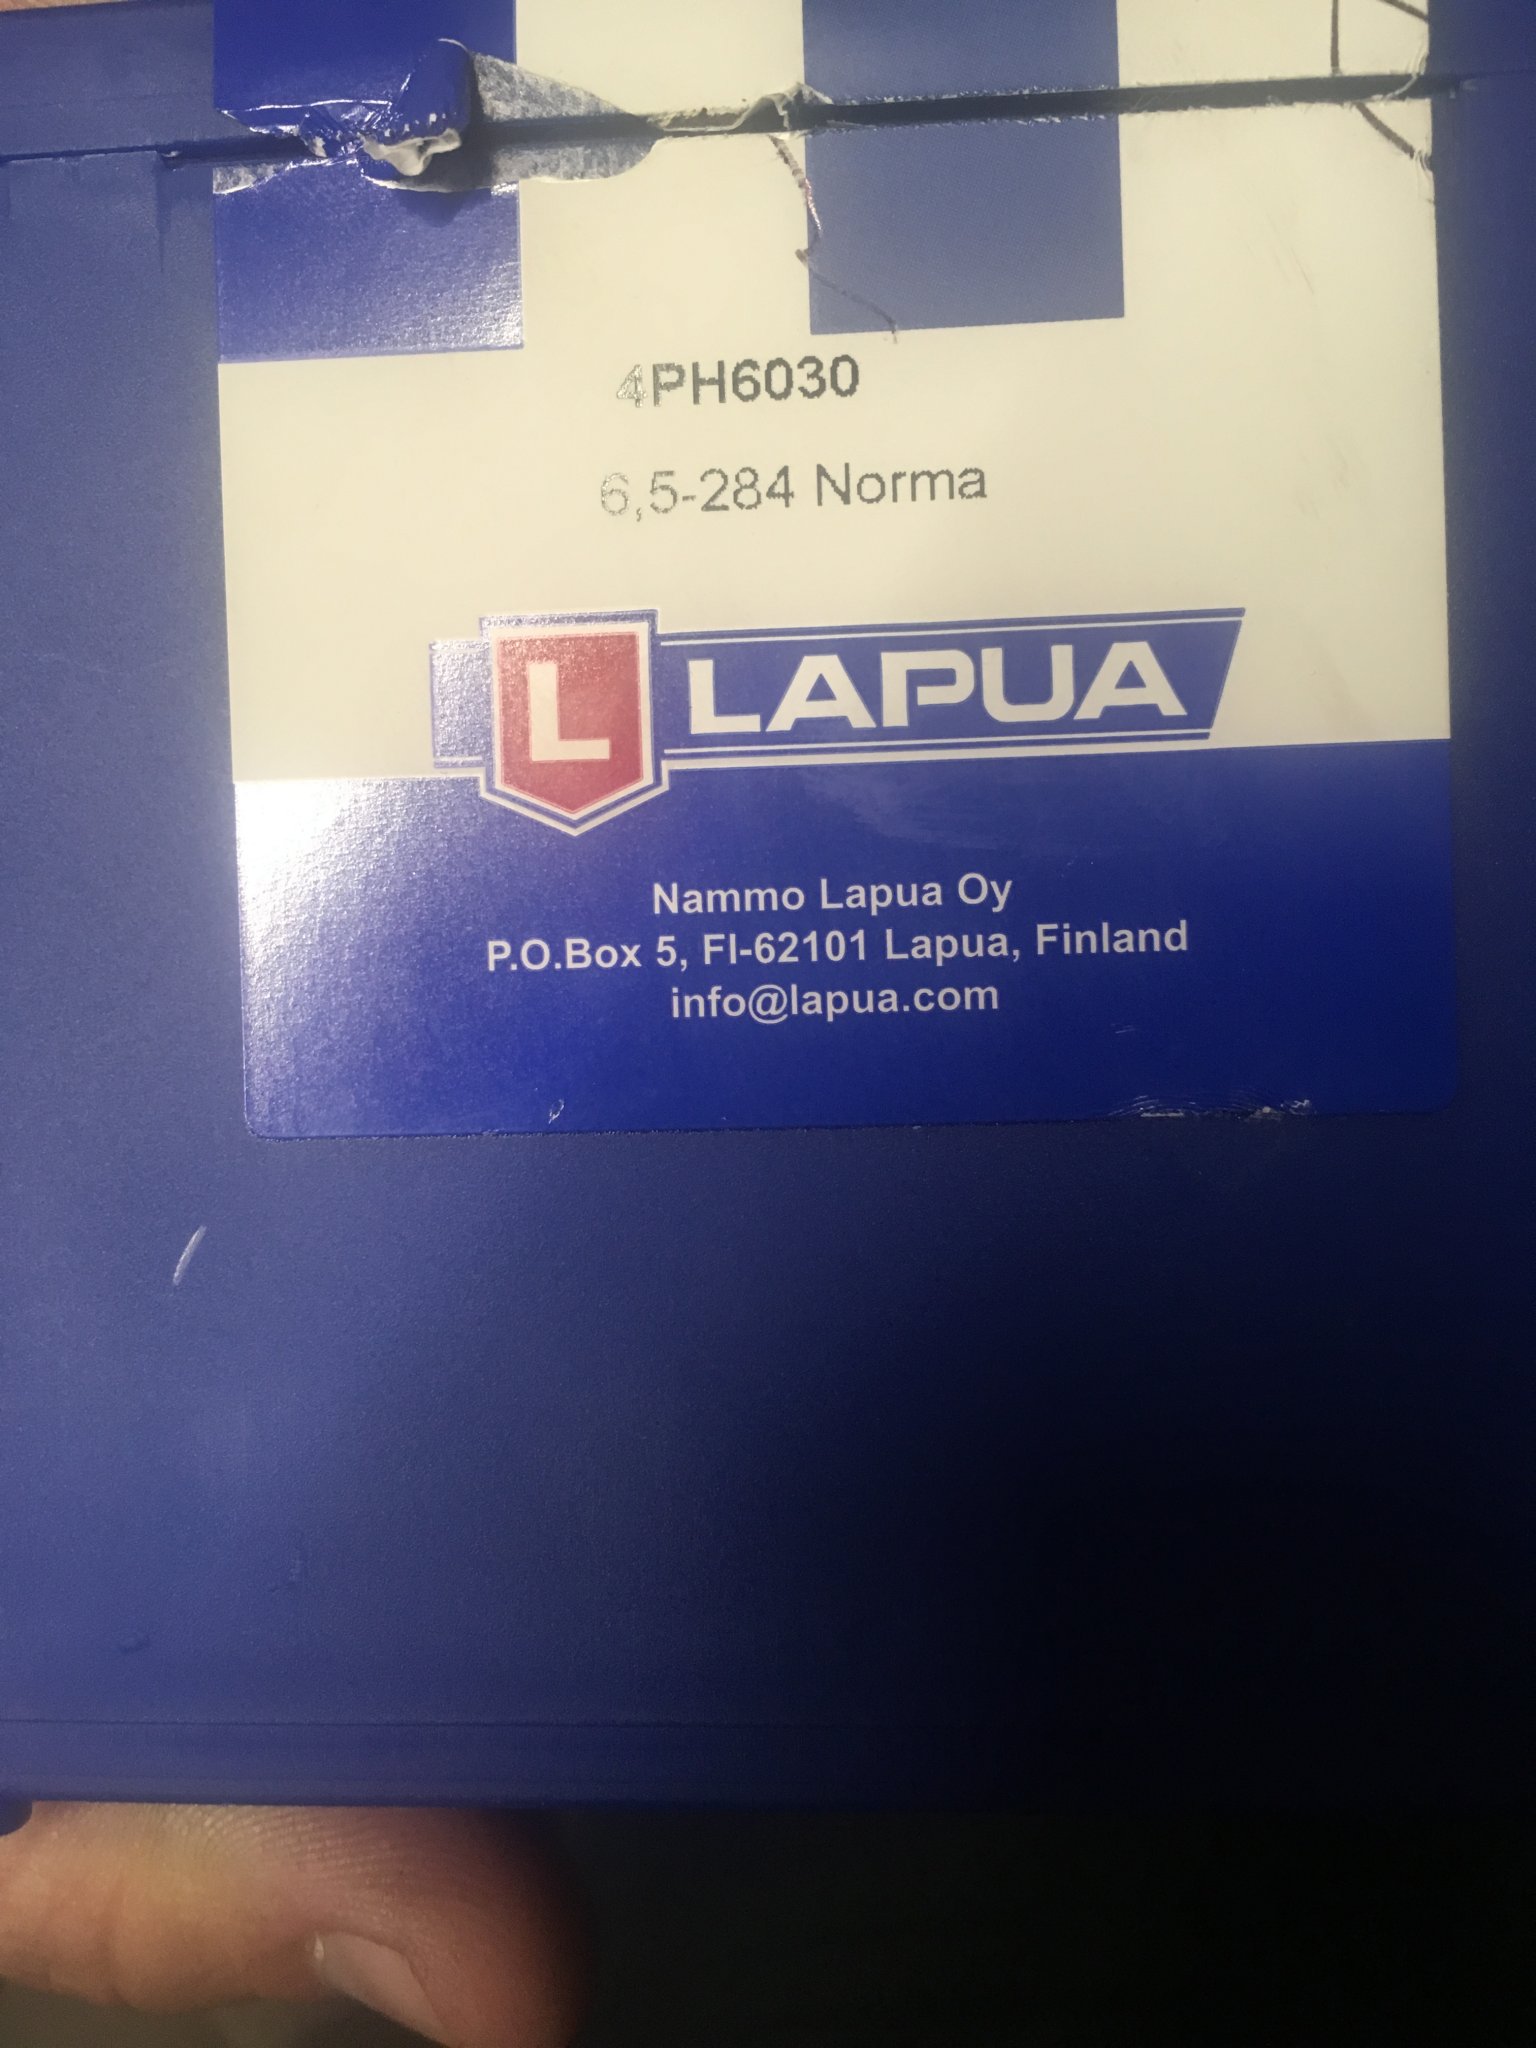 4PH6030
6,5-284 Norma
L LAPUA
Nammo Lapua Oy
P.O.Box 5, FI-62101 Lapua, Finland
info@lapua.com